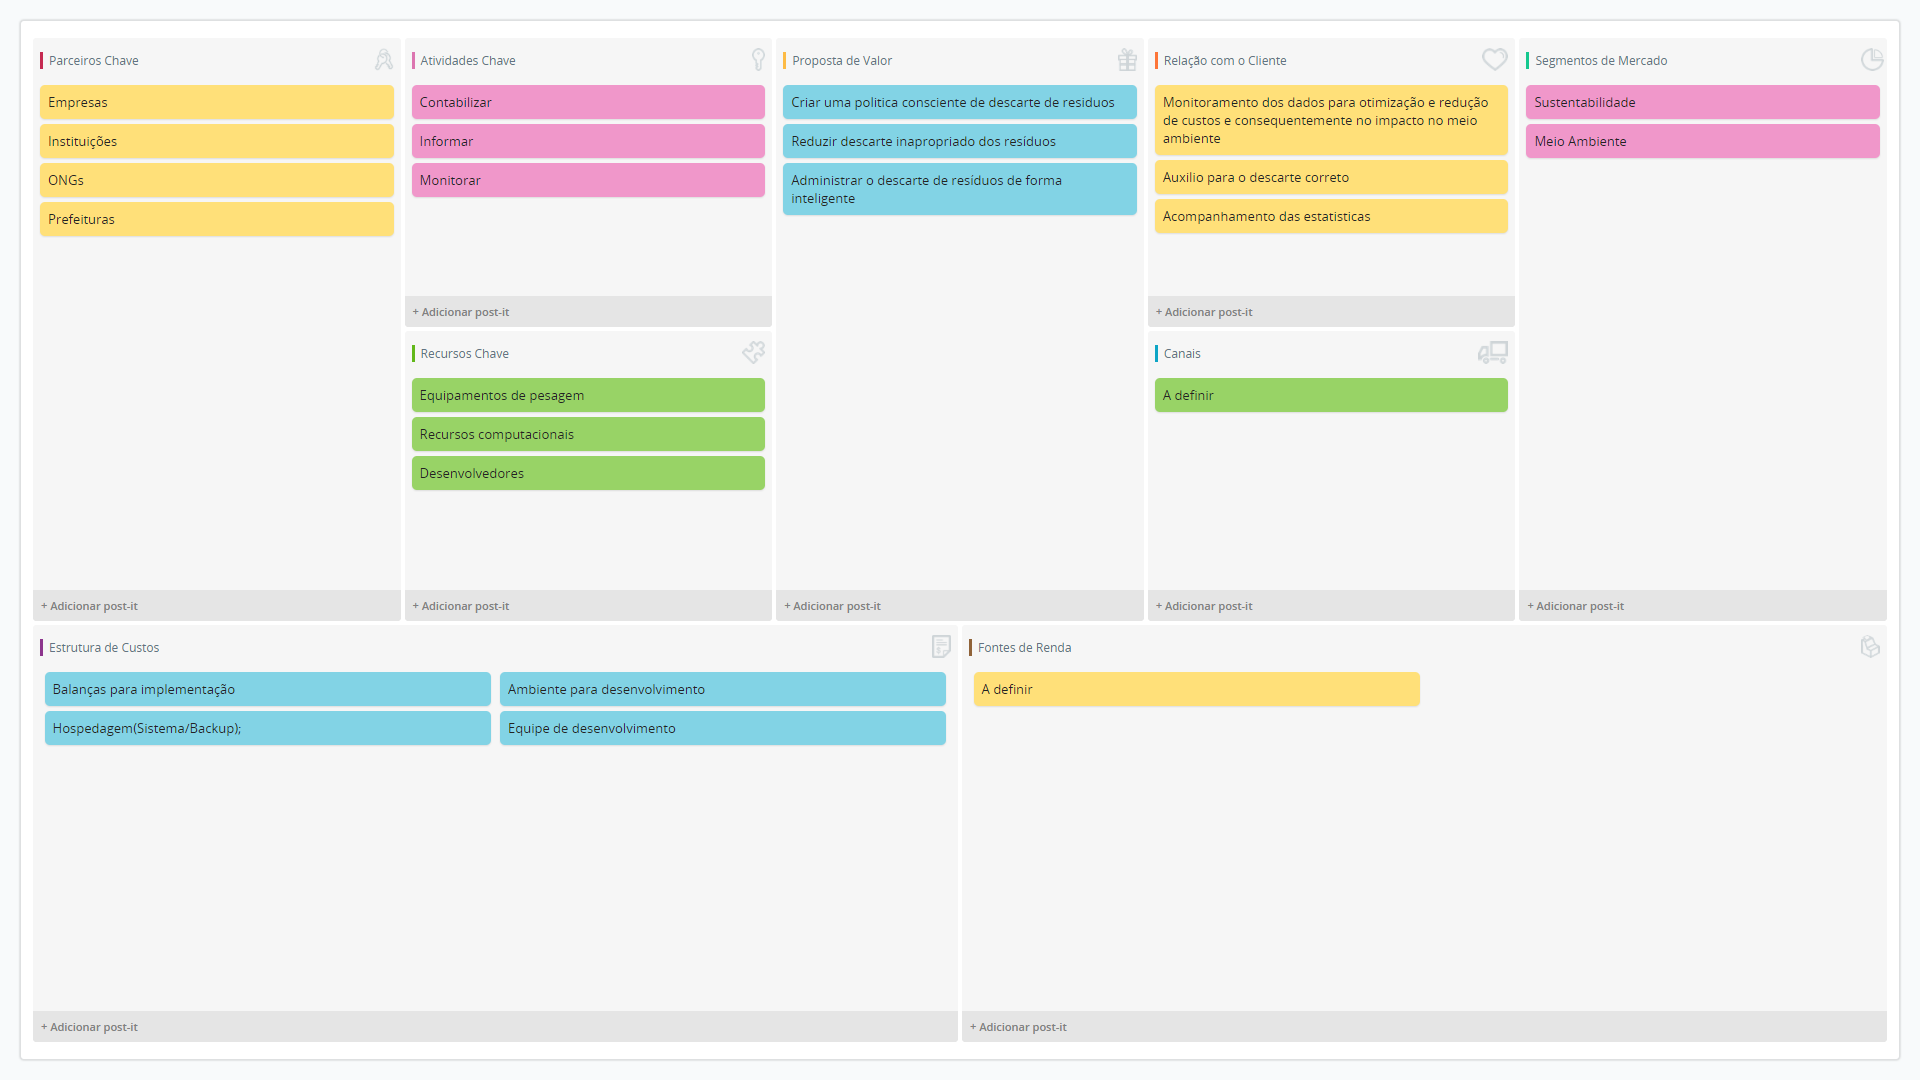 Parceiros Chave
Empresas
Instituições
ONGs
Prefeituras
+ Adicionar post-it
Atividades Chave
Contabilizar
Informar
Monitorar
+ Adicionar post-it
Recursos Chave
Equipamentos de pesagem
Recursos computacionais
Desenvolvedores
+ Adicionar post-it
Proposta de Valor
Criar uma politica consciente de descarte de residuos
Reduzir descarte inapropriado dos resíduos
Administrar o descarte de resíduos de forma
inteligente
+ Adicionar post-it
Relação com o Cliente
Monitoramento dos dados para otimização e redução
de custos e consequentemente no impacto no meio
ambiente
Auxilio para o descarte correto
Acompanhamento das estatisticas
+ Adicionar post-it
Canais
A definir
+ Adicionar post-it
Segmentos de Mercado
Sustentabilidade
Meio Ambiente
+ Adicionar post-it
Estrutura de Custos
Balanças para implementação
Ambiente para desenvolvimento
Hospedagem(Sistema/Backup);
Equipe de desenvolvimento
+ Adicionar post-it
Fontes de Renda
A definir
+ Adicionar post-it